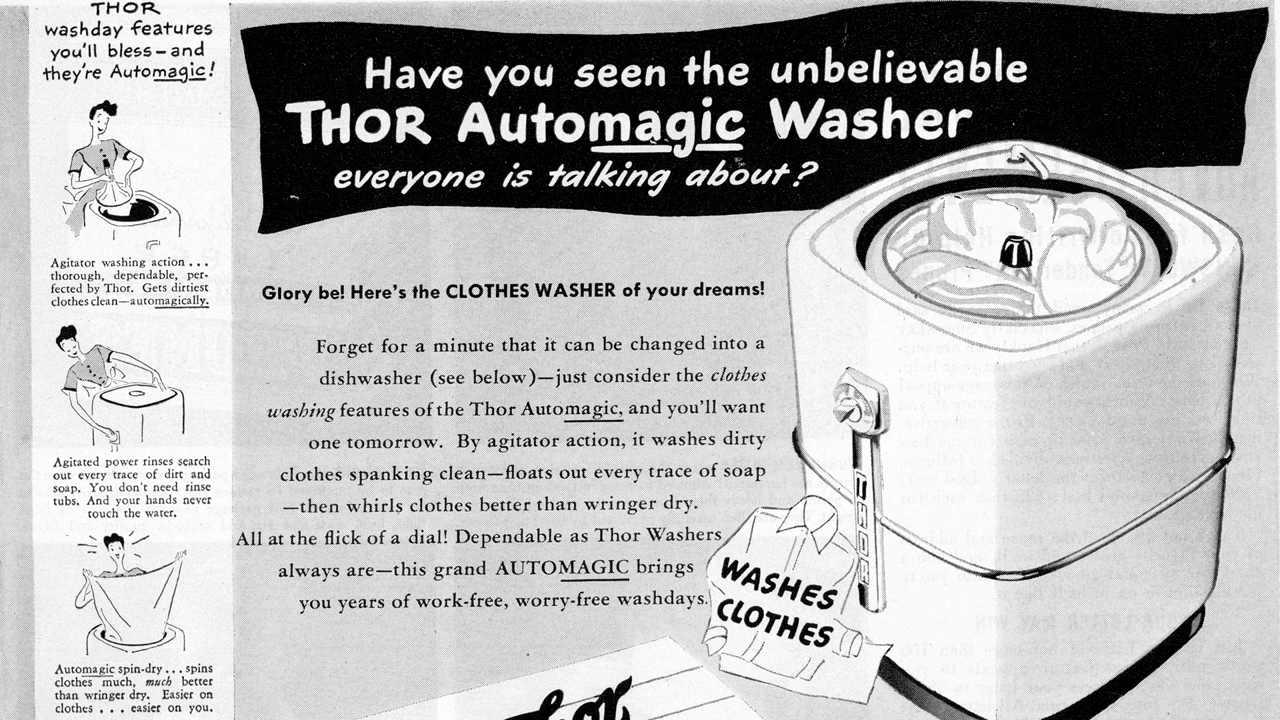 THOR
washday features
you'll bless—and
they're Automagic!
Agitator washing action . . .
thorough, dependable, per-
fected by Thor. Gets dirtiest
clothes clean—automagically.
Agitated power rinses search
out every trace of dirt and
soap. You don't need rinse
tubs. And your hands never
touch the water.
Automagic spin-dry . . . spins
clothes much, much better
than wringer dry. Easier on
clothes . . . easier on you.
Have you seen the unbelievable
THOR Automagic Washer
everyone is talking about?
Glory be! Here's the CLOTHES WASHER of your dreams!
Forget for a minute that it can be changed into a
dishwasher (see below)—just consider the clothes
washing features of the Thor Automagic, and you'll want
one tomorrow. By agitator action, it washes dirty
clothes spanking clean—floats out every trace of soap
—then whirls clothes better than wringer dry.
All at the flick of a dial! Dependable as Thor Washers
always are—this grand AUTOMAGIC brings
you years of work-free, worry-free washdays.
THOR
WASHES
CLOTHES
Thor